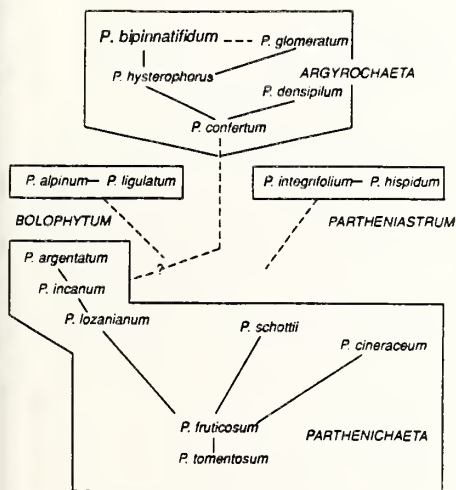 P. bipinnatifidum P. glomeratum
P. hysterophorus ARGYROCHAETA
P. densipilum
P. confertum
P. alpinum P. ligulatum P. integrifolium P. hispidum
BOLOPHYTUM PARTHENIASTRUM
P. argentatum
?
P. incanum
P. lozanianum P. schottii
P. cineraceum
P. fruticosum PARTHENICHAETA
P. tomentosum